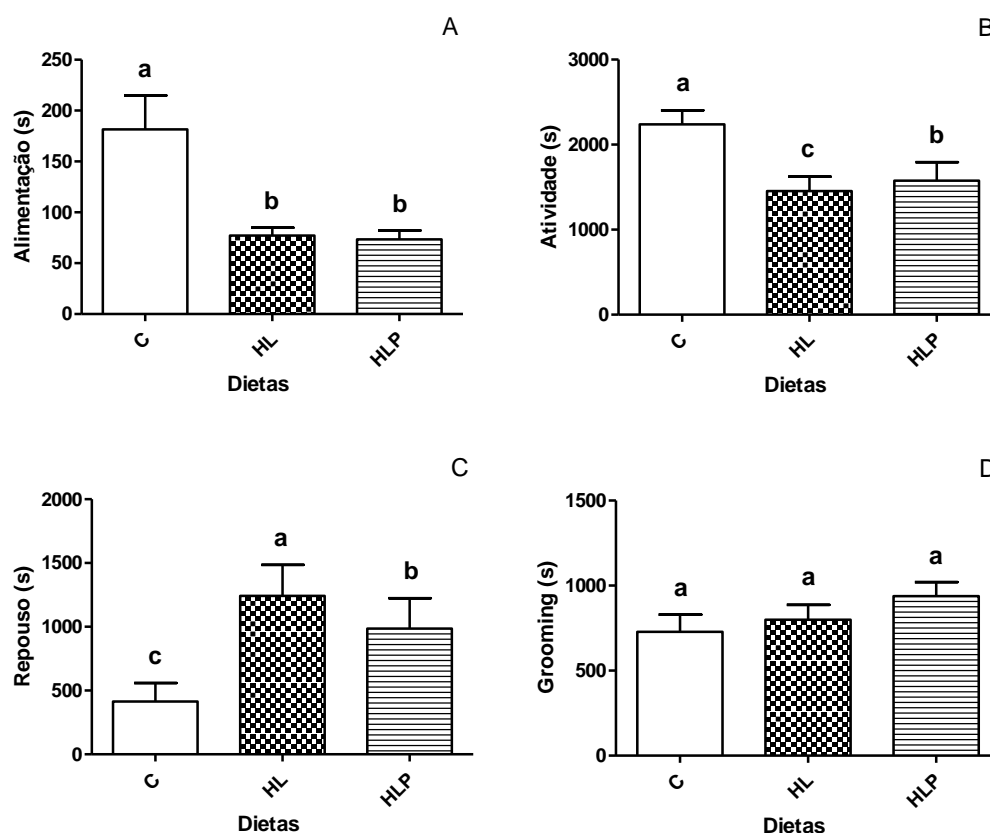 A
Alimentação (s)
250
200
150
100
50
0
a
b
b
C
HL
HLP
Dietas
B
Atividade (s)
3000
2000
1000
0
a
c
b
C
HL
HLP
Dietas
C
Repouso (s)
2000
1500
1000
500
0
c
a
b
C
HL
HLP
Dietas
D
Grooming (s)
1500
1000
500
0
a
a
a
C
HL
HLP
Dietas